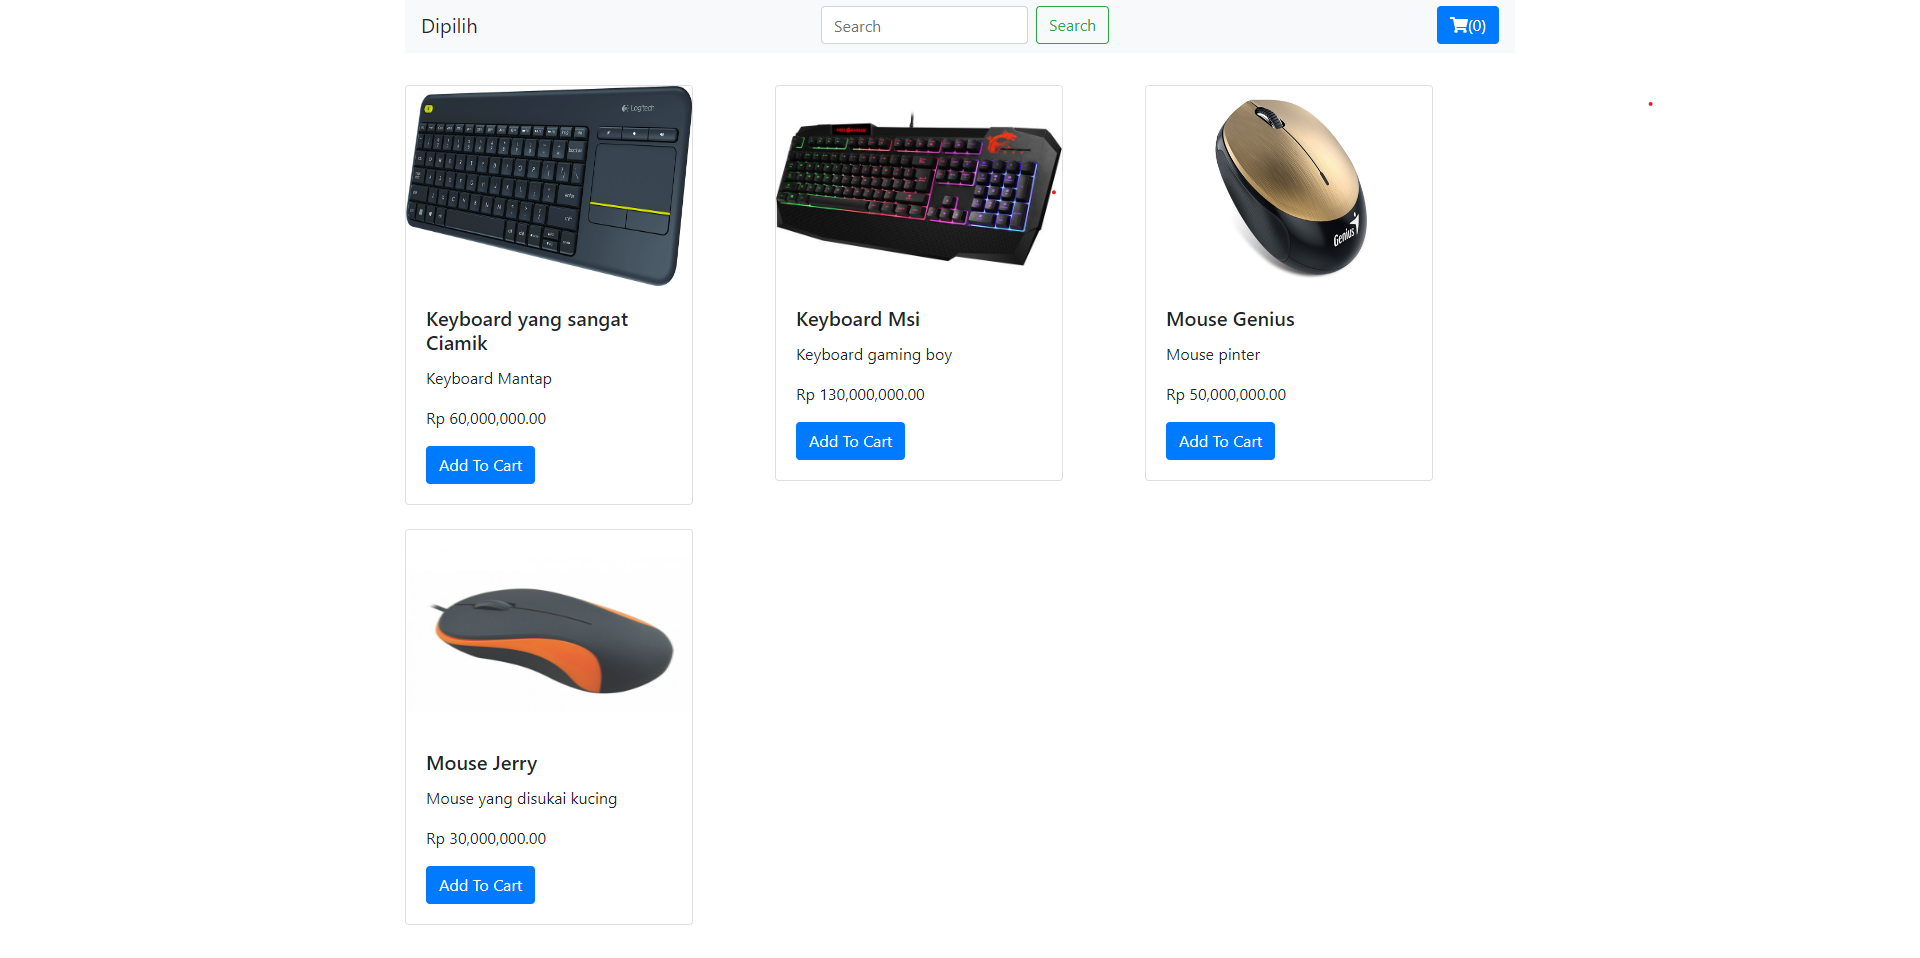 Dipilih
Search
Search
(0)
Logitech
Genius
Keyboard yang sangat
Ciamik
Keyboard Mantap
Rp 60,000,000.00
Add To Cart
Keyboard Msi
Keyboard gaming boy
Rp 130,000,000.00
Add To Cart
Mouse Genius
Mouse pinter
Rp 50,000,000.00
Add To Cart
Mouse Jerry
Mouse yang disukai kucing
Rp 30,000,000.00
Add To Cart